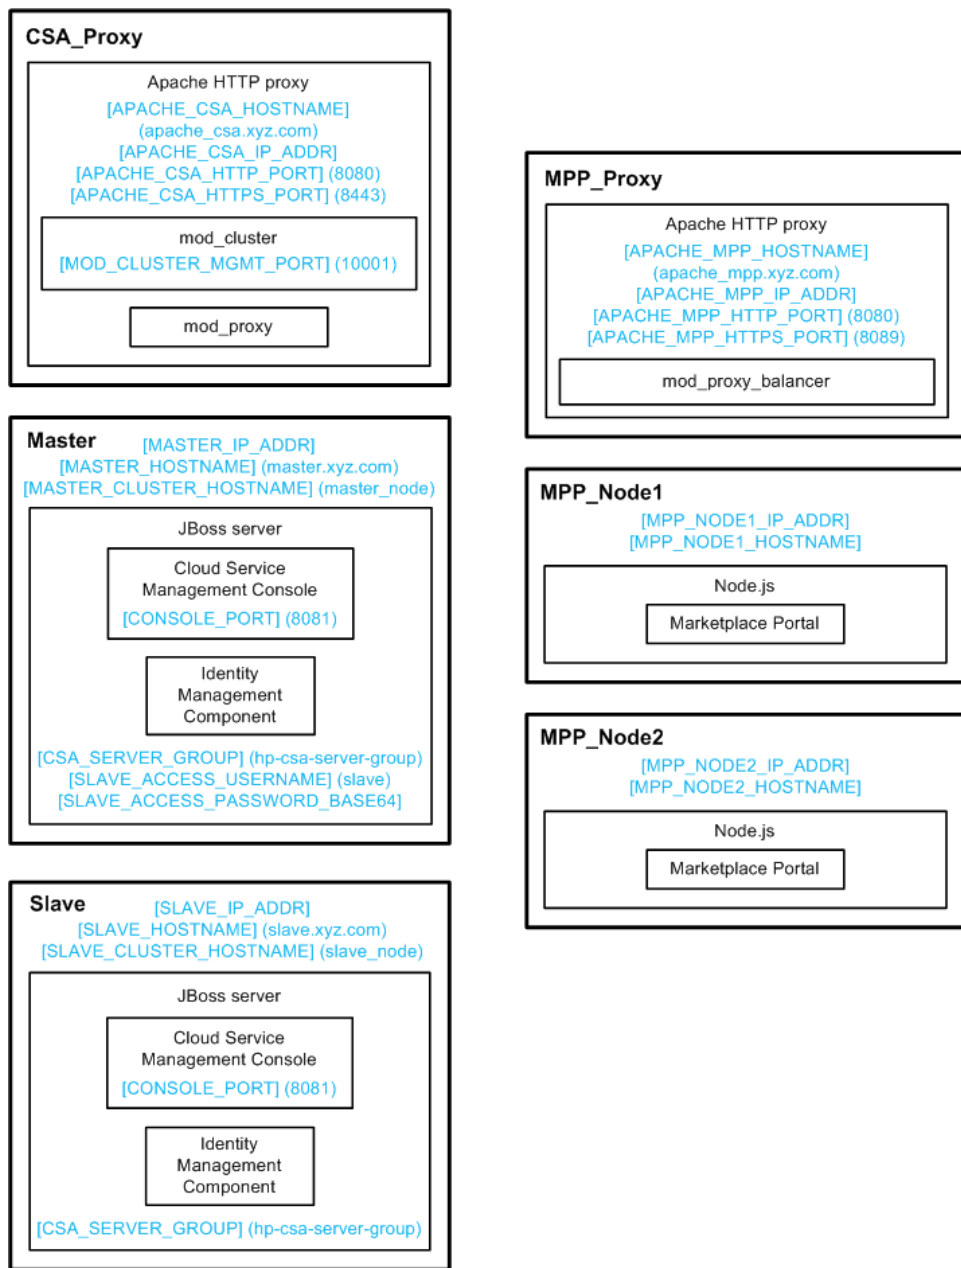 CSA_Proxy
Apache HTTP proxy
[APACHE_CSA_HOSTNAME]
(apache_csa.xyz.com)
[APACHE_CSA_IP_ADDR]
[APACHE_CSA_HTTP_PORT] (8080)
[APACHE_CSA_HTTPS_PORT] (8443)
mod_cluster
[MOD_CLUSTER_MGMT_PORT] (10001)
mod_proxy
Master
[MASTER_IP_ADDR]
[MASTER_HOSTNAME] (master.xyz.com)
[MASTER_CLUSTER_HOSTNAME] (master_node)
JBoss server
Cloud Service
Management Console
[CONSOLE_PORT] (8081)
Identity
Management
Component
[CSA_SERVER_GROUP] (hp-csa-server-group)
[SLAVE_ACCESS_USERNAME] (slave)
[SLAVE_ACCESS_PASSWORD_BASE64]
Slave
[SLAVE_IP_ADDR]
[SLAVE_HOSTNAME] (slave.xyz.com)
[SLAVE_CLUSTER_HOSTNAME] (slave_node)
JBoss server
Cloud Service
Management Console
[CONSOLE_PORT] (8081)
Identity
Management
Component
[CSA_SERVER_GROUP] (hp-csa-server-group)
MPP_Proxy
Apache HTTP proxy
[APACHE_MPP_HOSTNAME]
(apache_mpp.xyz.com)
[APACHE_MPP_IP_ADDR]
[APACHE_MPP_HTTP_PORT] (8080)
[APACHE_MPP_HTTPS_PORT] (8089)
mod_proxy_balancer
MPP_Node1
[MPP_NODE1_IP_ADDR]
[MPP_NODE1_HOSTNAME]
Node.js
Marketplace Portal
MPP_Node2
[MPP_NODE2_IP_ADDR]
[MPP_NODE2_HOSTNAME]
Node.js
Marketplace Portal